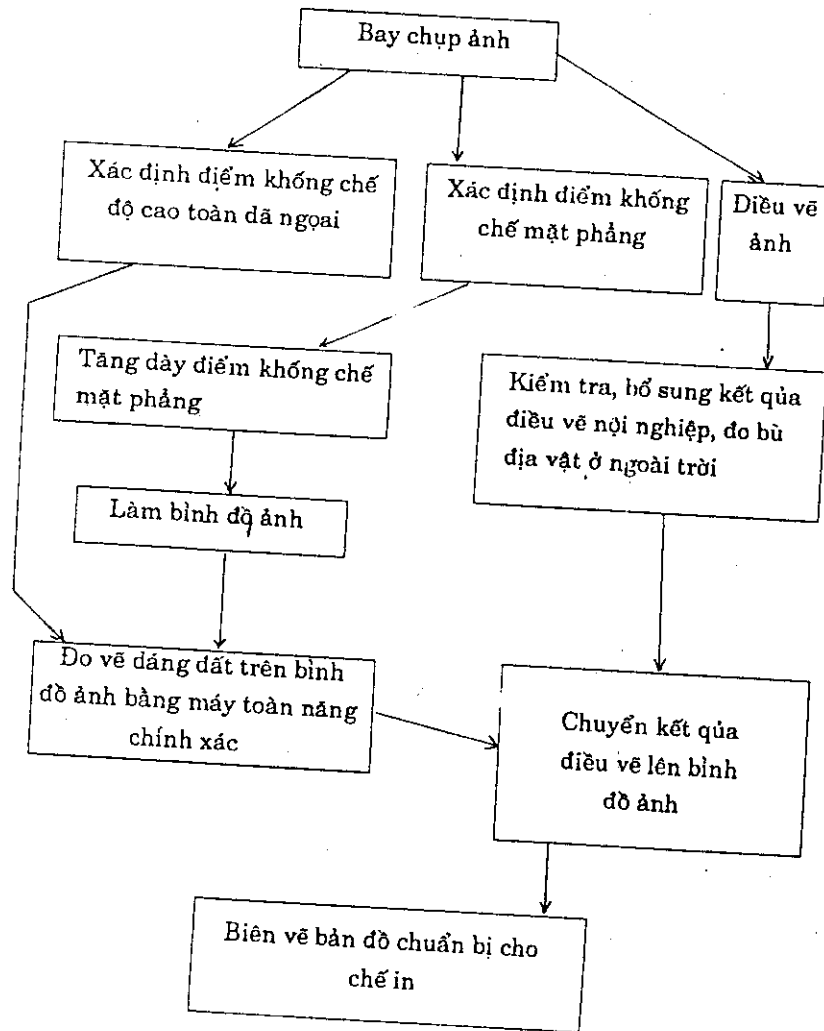 Bay chụp ảnh
Xác định điểm khống chế
độ cao toàn dã ngọai
Xác định điểm khống
chế mặt phẳng
Điều vẽ
ảnh
Tăng dày điểm khống chế
mặt phẳng
Kiểm tra, bổ sung kết qủa
điều vẽ nội nghiệp, đo bù
địa vật ở ngoài trời
Làm bình đồ ảnh
Đo vẽ dáng đất trên bình
đồ ảnh bằng máy toàn năng
chính xác
Chuyển kết qủa
điều vẽ lên bình
đồ ảnh
Biên vẽ bản đồ chuẩn bị cho
chế in